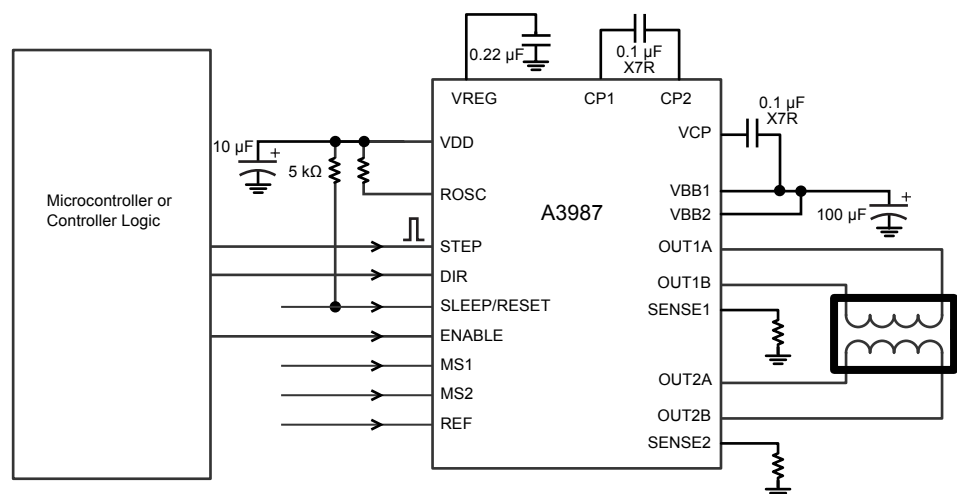 0.22 µF
0.1 µF
X7R
VREG
CP1
CP2
0.1 µF
X7R
VCP
10 µF
+
VDD
5 kΩ
ROSC
Microcontroller or
Controller Logic
A3987
VBB1
VBB2
+
100 µF
STEP
OUT1A
DIR
OUT1B
SLEEP/RESET
SENSE1
ENABLE
MS1
MS2
OUT2A
REF
OUT2B
SENSE2